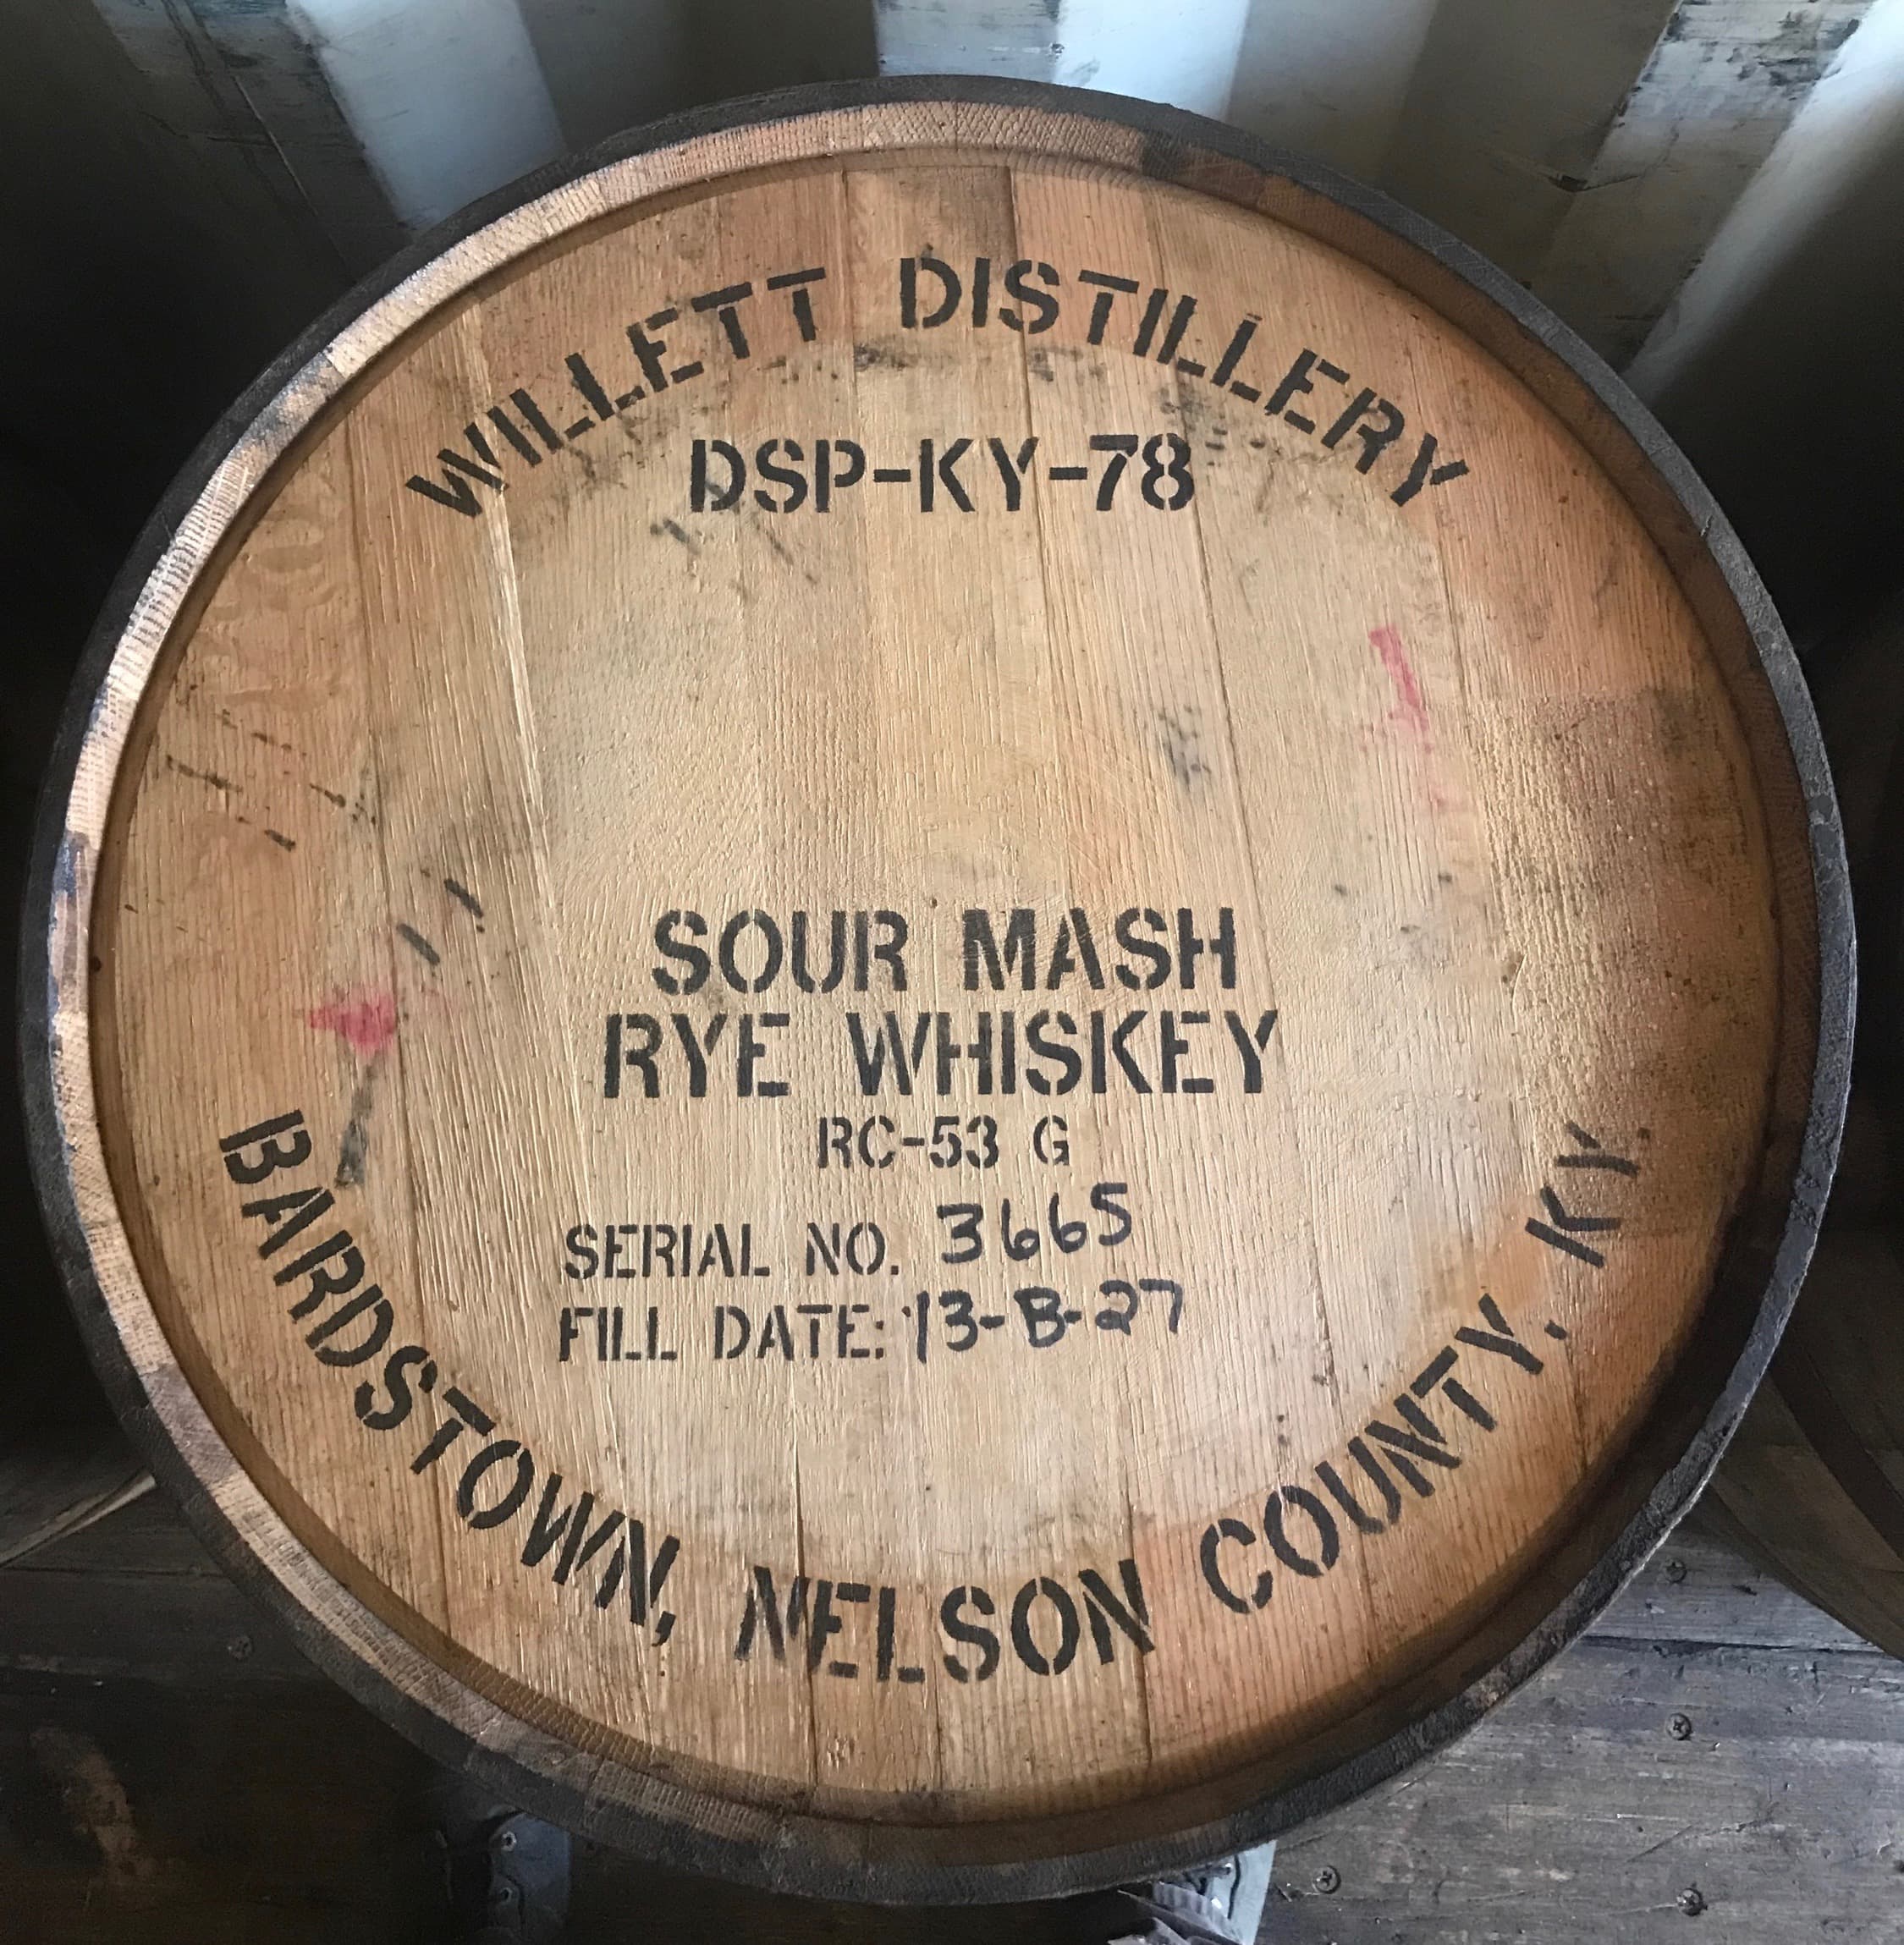 WILLETT DISTILLERY
DSP-KY-78
SOUR MASH
RYE WHISKEY
RC-53 G
SERIAL NO. 3665
FILL DATE: '13-B-27
BARDSTOWN, NELSON COUNTY, KY.